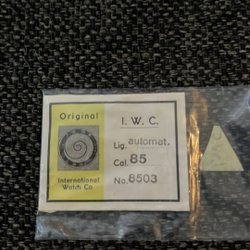 Original
International
Watch Co
I. W. C.
Lig. automat.
Cal. 85
No. 8503